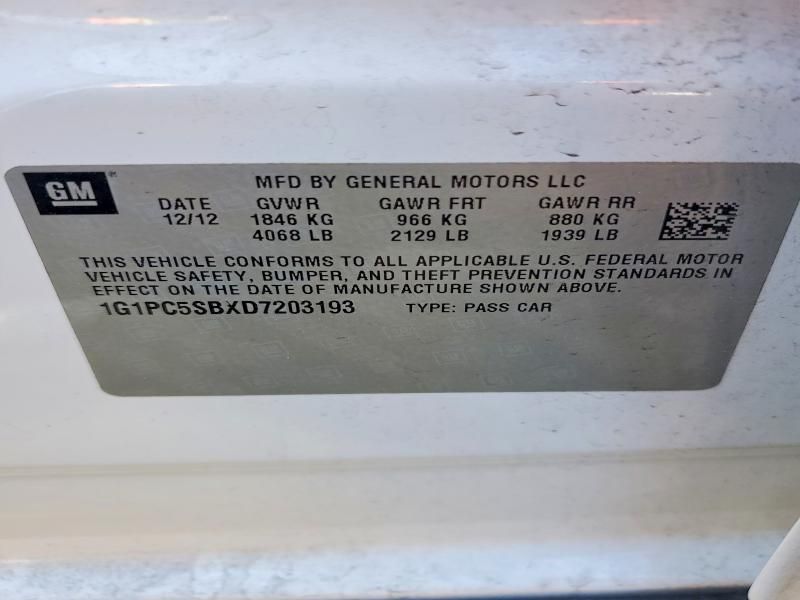 GM® MFD BY GENERAL MOTORS LLC
DATE GVWR GAWR FRT GAWR RR
12/12 1846 KG 966 KG 880 KG
4068 LB 2129 LB 1939 LB
THIS VEHICLE CONFORMS TO ALL APPLICABLE U.S. FEDERAL MOTOR
VEHICLE SAFETY, BUMPER, AND THEFT PREVENTION STANDARDS IN
EFFECT ON THE DATE OF MANUFACTURE SHOWN ABOVE.
1G1PC5SBXD7203193 TYPE: PASS CAR